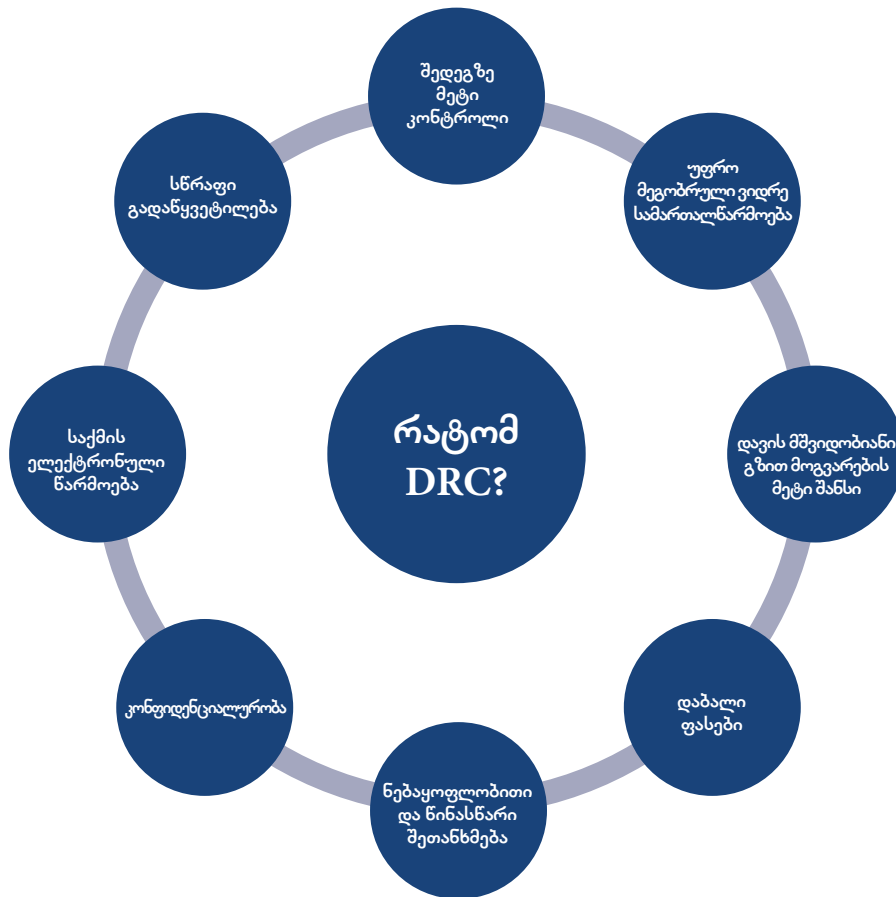 შედეგზე
მეტი
კონტროლი
უფრო
მეგობრული ვიდრე
სამართალწარმოება
დავის მშვიდობიანი
გზით მოგვარების
მეტი შანსი
დაბალი
ფასები
ნებაყოფლობითი
და წინასწარი
შეთანხმება
კონფიდენციალურობა
საქმის
ელექტრონული
წარმოება
სწრაფი
გადაწყვეტილება
რატომ
DRC?